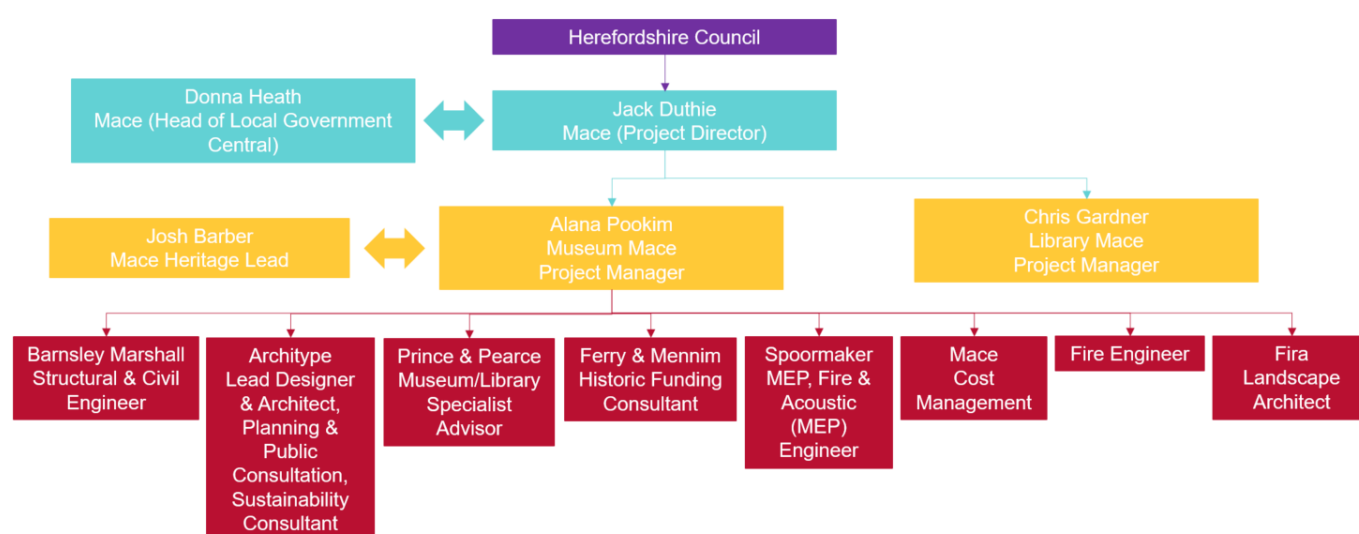 Herefordshire Council
Donna Heath
Mace (Head of Local Government
Central)
Jack Duthie
Mace (Project Director)
Josh Barber
Mace Heritage Lead
Alana Pookim
Museum Mace
Project Manager
Chris Gardner
Library Mace
Project Manager
Barnsley Marshall
Structural & Civil
Engineer
Architype
Lead Designer
& Architect,
Planning &
Public
Consultation,
Sustainability
Consultant
Prince & Pearce
Museum/Library
Specialist
Advisor
Ferry & Mennim
Historic Funding
Consultant
Spoormaker
MEP, Fire &
Acoustic
(MEP)
Engineer
Mace
Cost
Management
Fire Engineer
Fira
Landscape
Architect